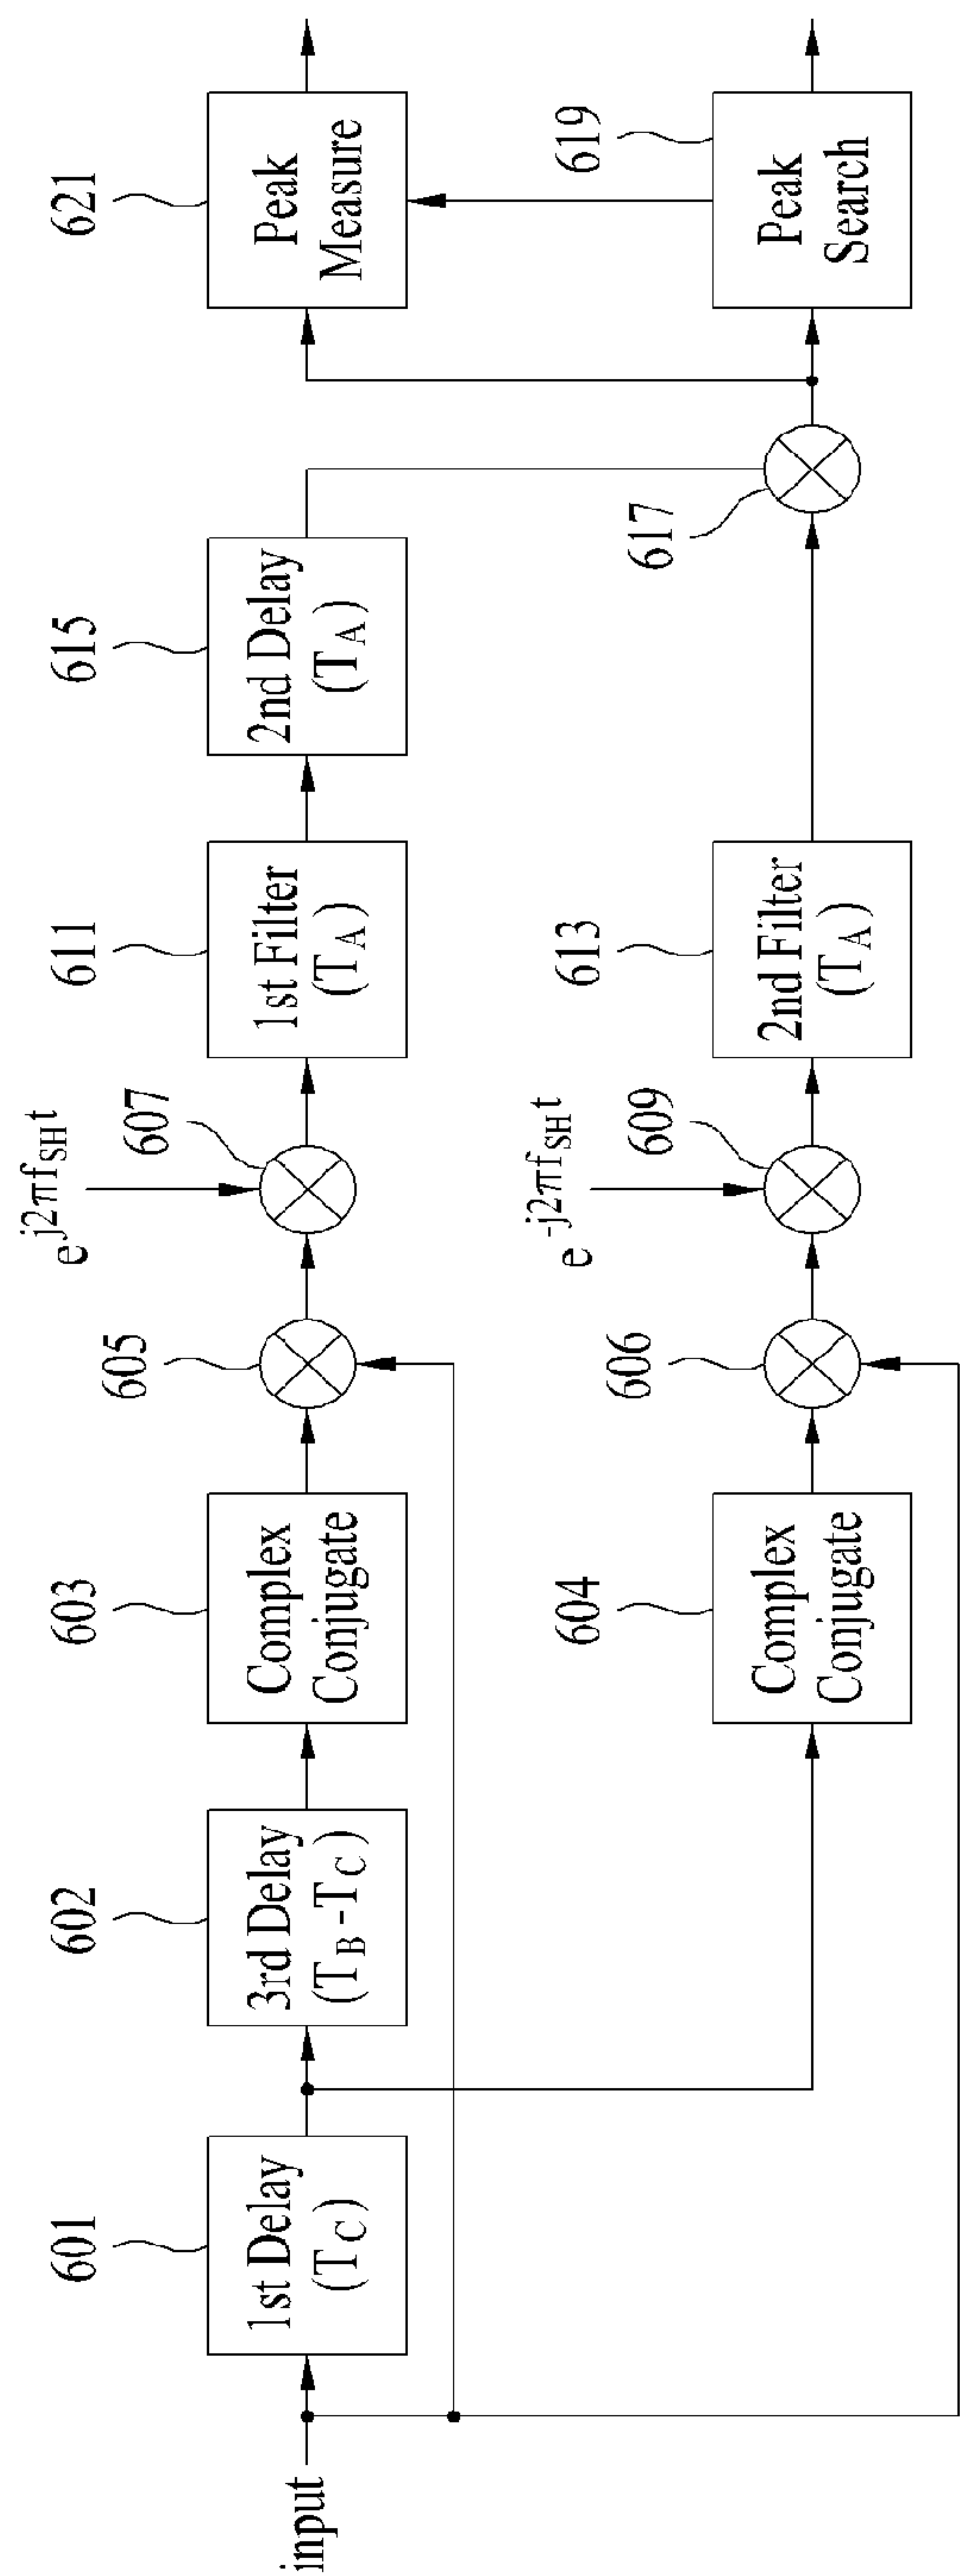 input
601
1st Delay
(TC)
602
3rd Delay
(TB-TC)
603
Complex
Conjugate
605
e^j2πfSHt
607
611
1st Filter
(TA)
615
2nd Delay
(TA)
621
Peak
Measure
604
Complex
Conjugate
606
e^-j2πfSHt
609
613
2nd Filter
(TA)
617
619
Peak
Search